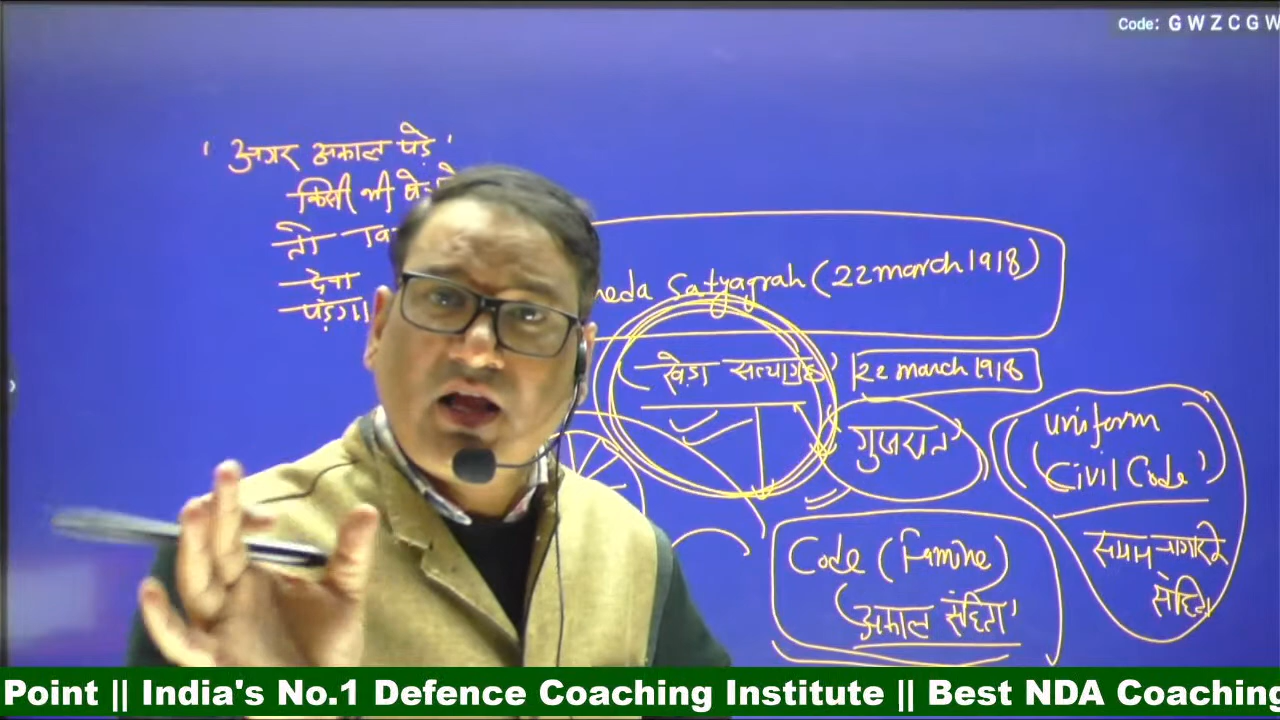 Code: G W Z C G W
' अगर अकाल पड़े '
किसी भी
तो
देना
पड़ेगा
heda Satyagrah (22 march 1918)
( खेड़ा सत्याग्रह ' 22 march 1918
गुजरात
Uniform
Civil Code '
समान नागरिक
संहिता
Code (Famine)
अकाल संहिता '
Point || India's No.1 Defence Coaching Institute || Best NDA Coaching